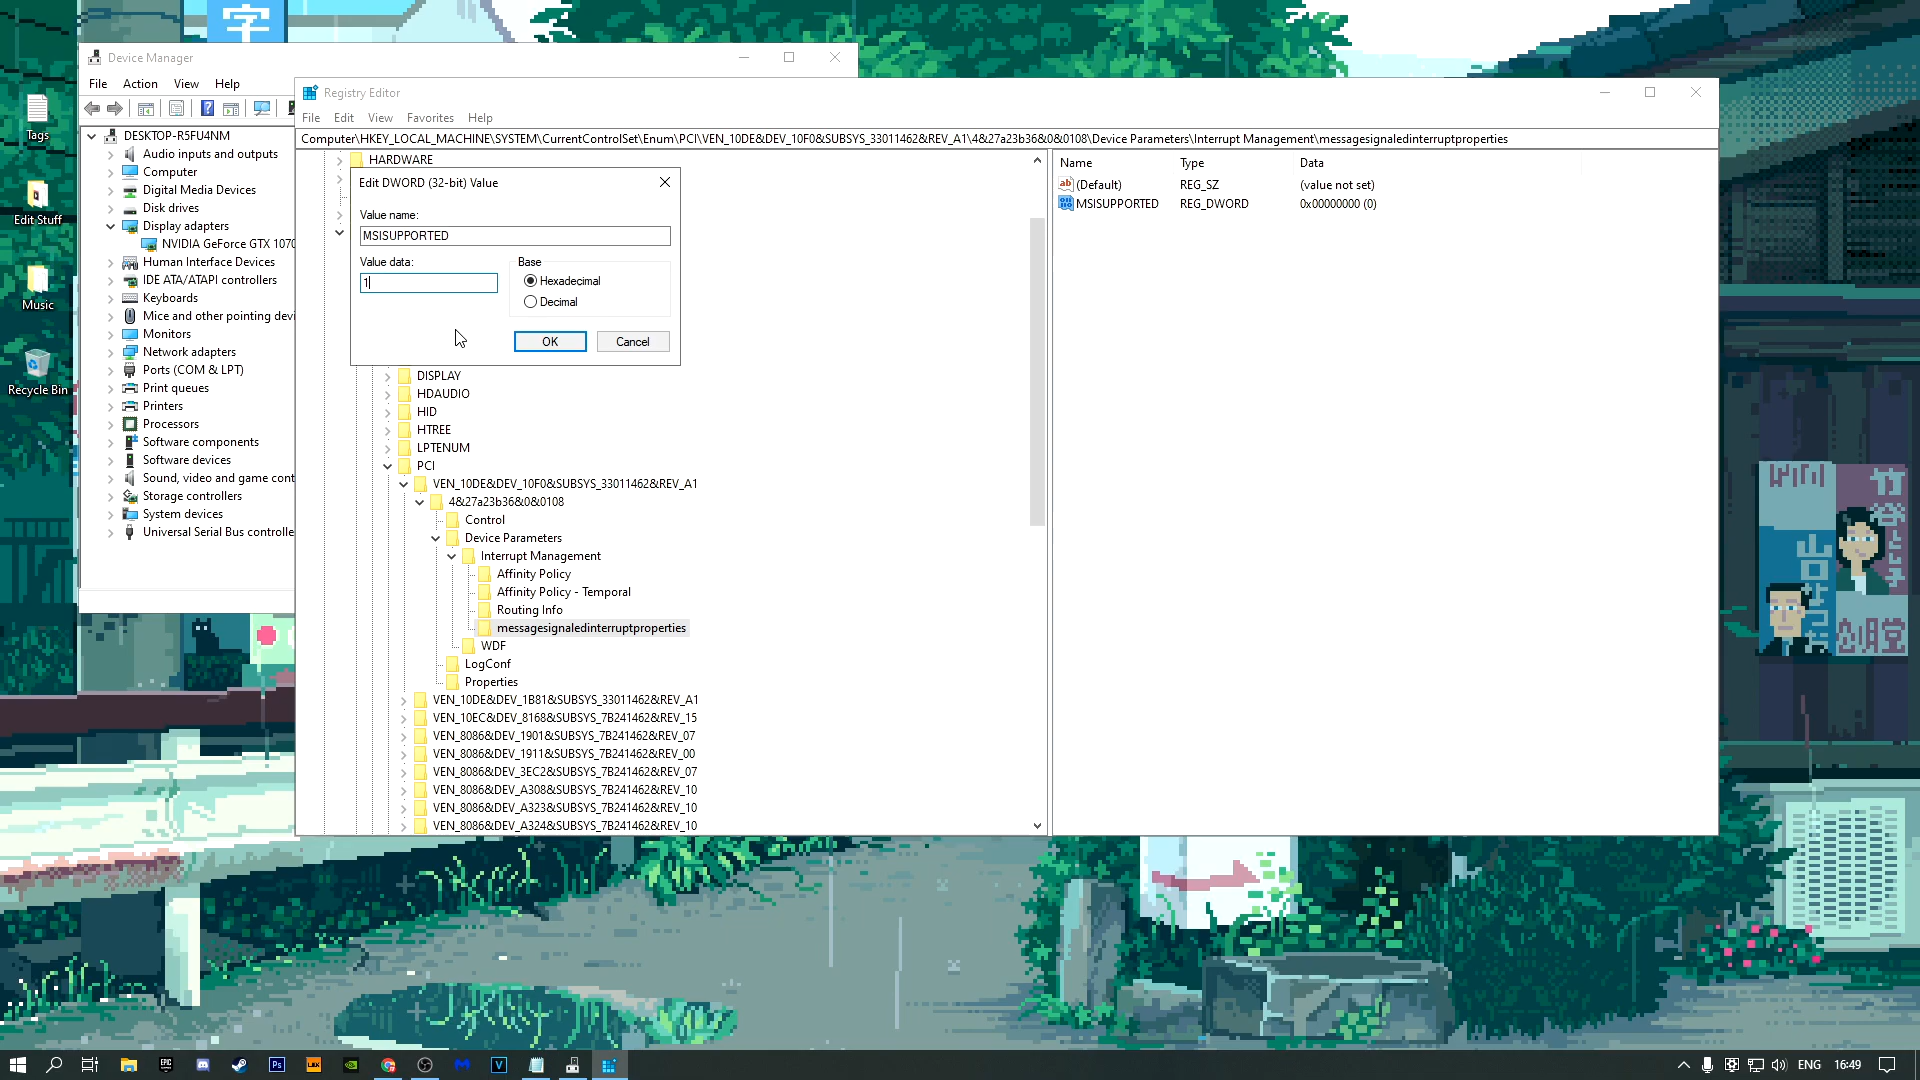 字
Tags
Edit Stuff
Music
Recycle Bin
Device Manager
File Action View Help
DESKTOP-R5FU4NM
Audio inputs and outputs
Computer
Digital Media Devices
Disk drives
Display adapters
NVIDIA GeForce GTX 1070
Human Interface Devices
IDE ATA/ATAPI controllers
Keyboards
Mice and other pointing devi
Monitors
Network adapters
Ports (COM & LPT)
Print queues
Printers
Processors
Software components
Software devices
Sound, video and game cont
Storage controllers
System devices
Universal Serial Bus controlle
Registry Editor
File Edit View Favorites Help
Computer\HKEY_LOCAL_MACHINE\SYSTEM\CurrentControlSet\Enum\PCI\VEN_10DE&DEV_10F0&SUBSYS_33011462&REV_A1\4&27a23b36&0&0108\Device Parameters\Interrupt Management\messagesignaledinterruptproperties
HARDWARE
Edit DWORD (32-bit) Value
Value name:
MSISUPPORTED
Value data:
1
Base
Hexadecimal
Decimal
OK Cancel
DISPLAY
HDAUDIO
HID
HTREE
LPTENUM
PCI
VEN_10DE&DEV_10F0&SUBSYS_33011462&REV_A1
4&27a23b36&0&0108
Control
Device Parameters
Interrupt Management
Affinity Policy
Affinity Policy - Temporal
Routing Info
messagesignaledinterruptproperties
WDF
LogConf
Properties
VEN_10DE&DEV_1B81&SUBSYS_33011462&REV_A1
VEN_10EC&DEV_8168&SUBSYS_7B241462&REV_15
VEN_8086&DEV_1901&SUBSYS_7B241462&REV_07
VEN_8086&DEV_1911&SUBSYS_7B241462&REV_00
VEN_8086&DEV_3EC2&SUBSYS_7B241462&REV_07
VEN_8086&DEV_A308&SUBSYS_7B241462&REV_10
VEN_8086&DEV_A323&SUBSYS_7B241462&REV_10
VEN_8086&DEV_A324&SUBSYS_7B241462&REV_10
Name Type Data
(Default) REG_SZ (value not set)
MSISUPPORTED REG_DWORD 0x00000000 (0)
ENG 16:49